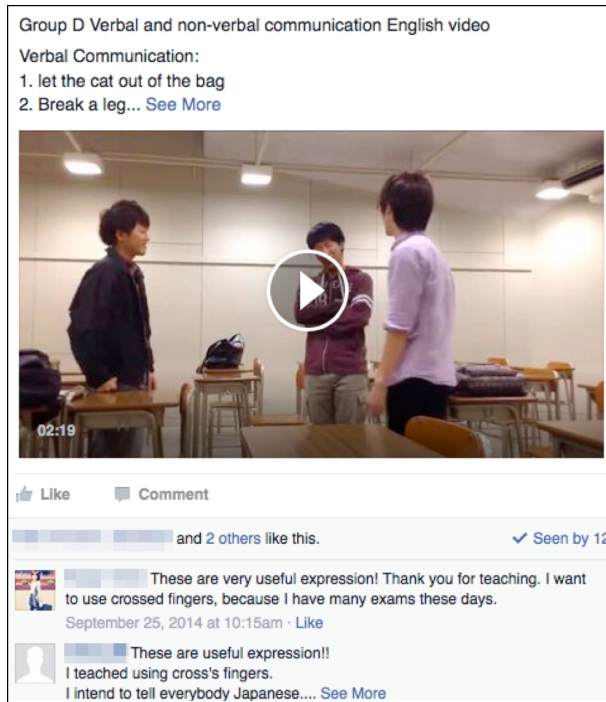 Group D Verbal and non-verbal communication English video
Verbal Communication:
1. let the cat out of the bag
2. Break a leg... See More
02:19
Like Comment
and 2 others like this. Seen by 12
These are very useful expression! Thank you for teaching. I want
to use crossed fingers, because I have many exams these days.
September 25, 2014 at 10:15am · Like
These are useful expression!!
I teached using cross's fingers.
I intend to tell everybody Japanese.... See More